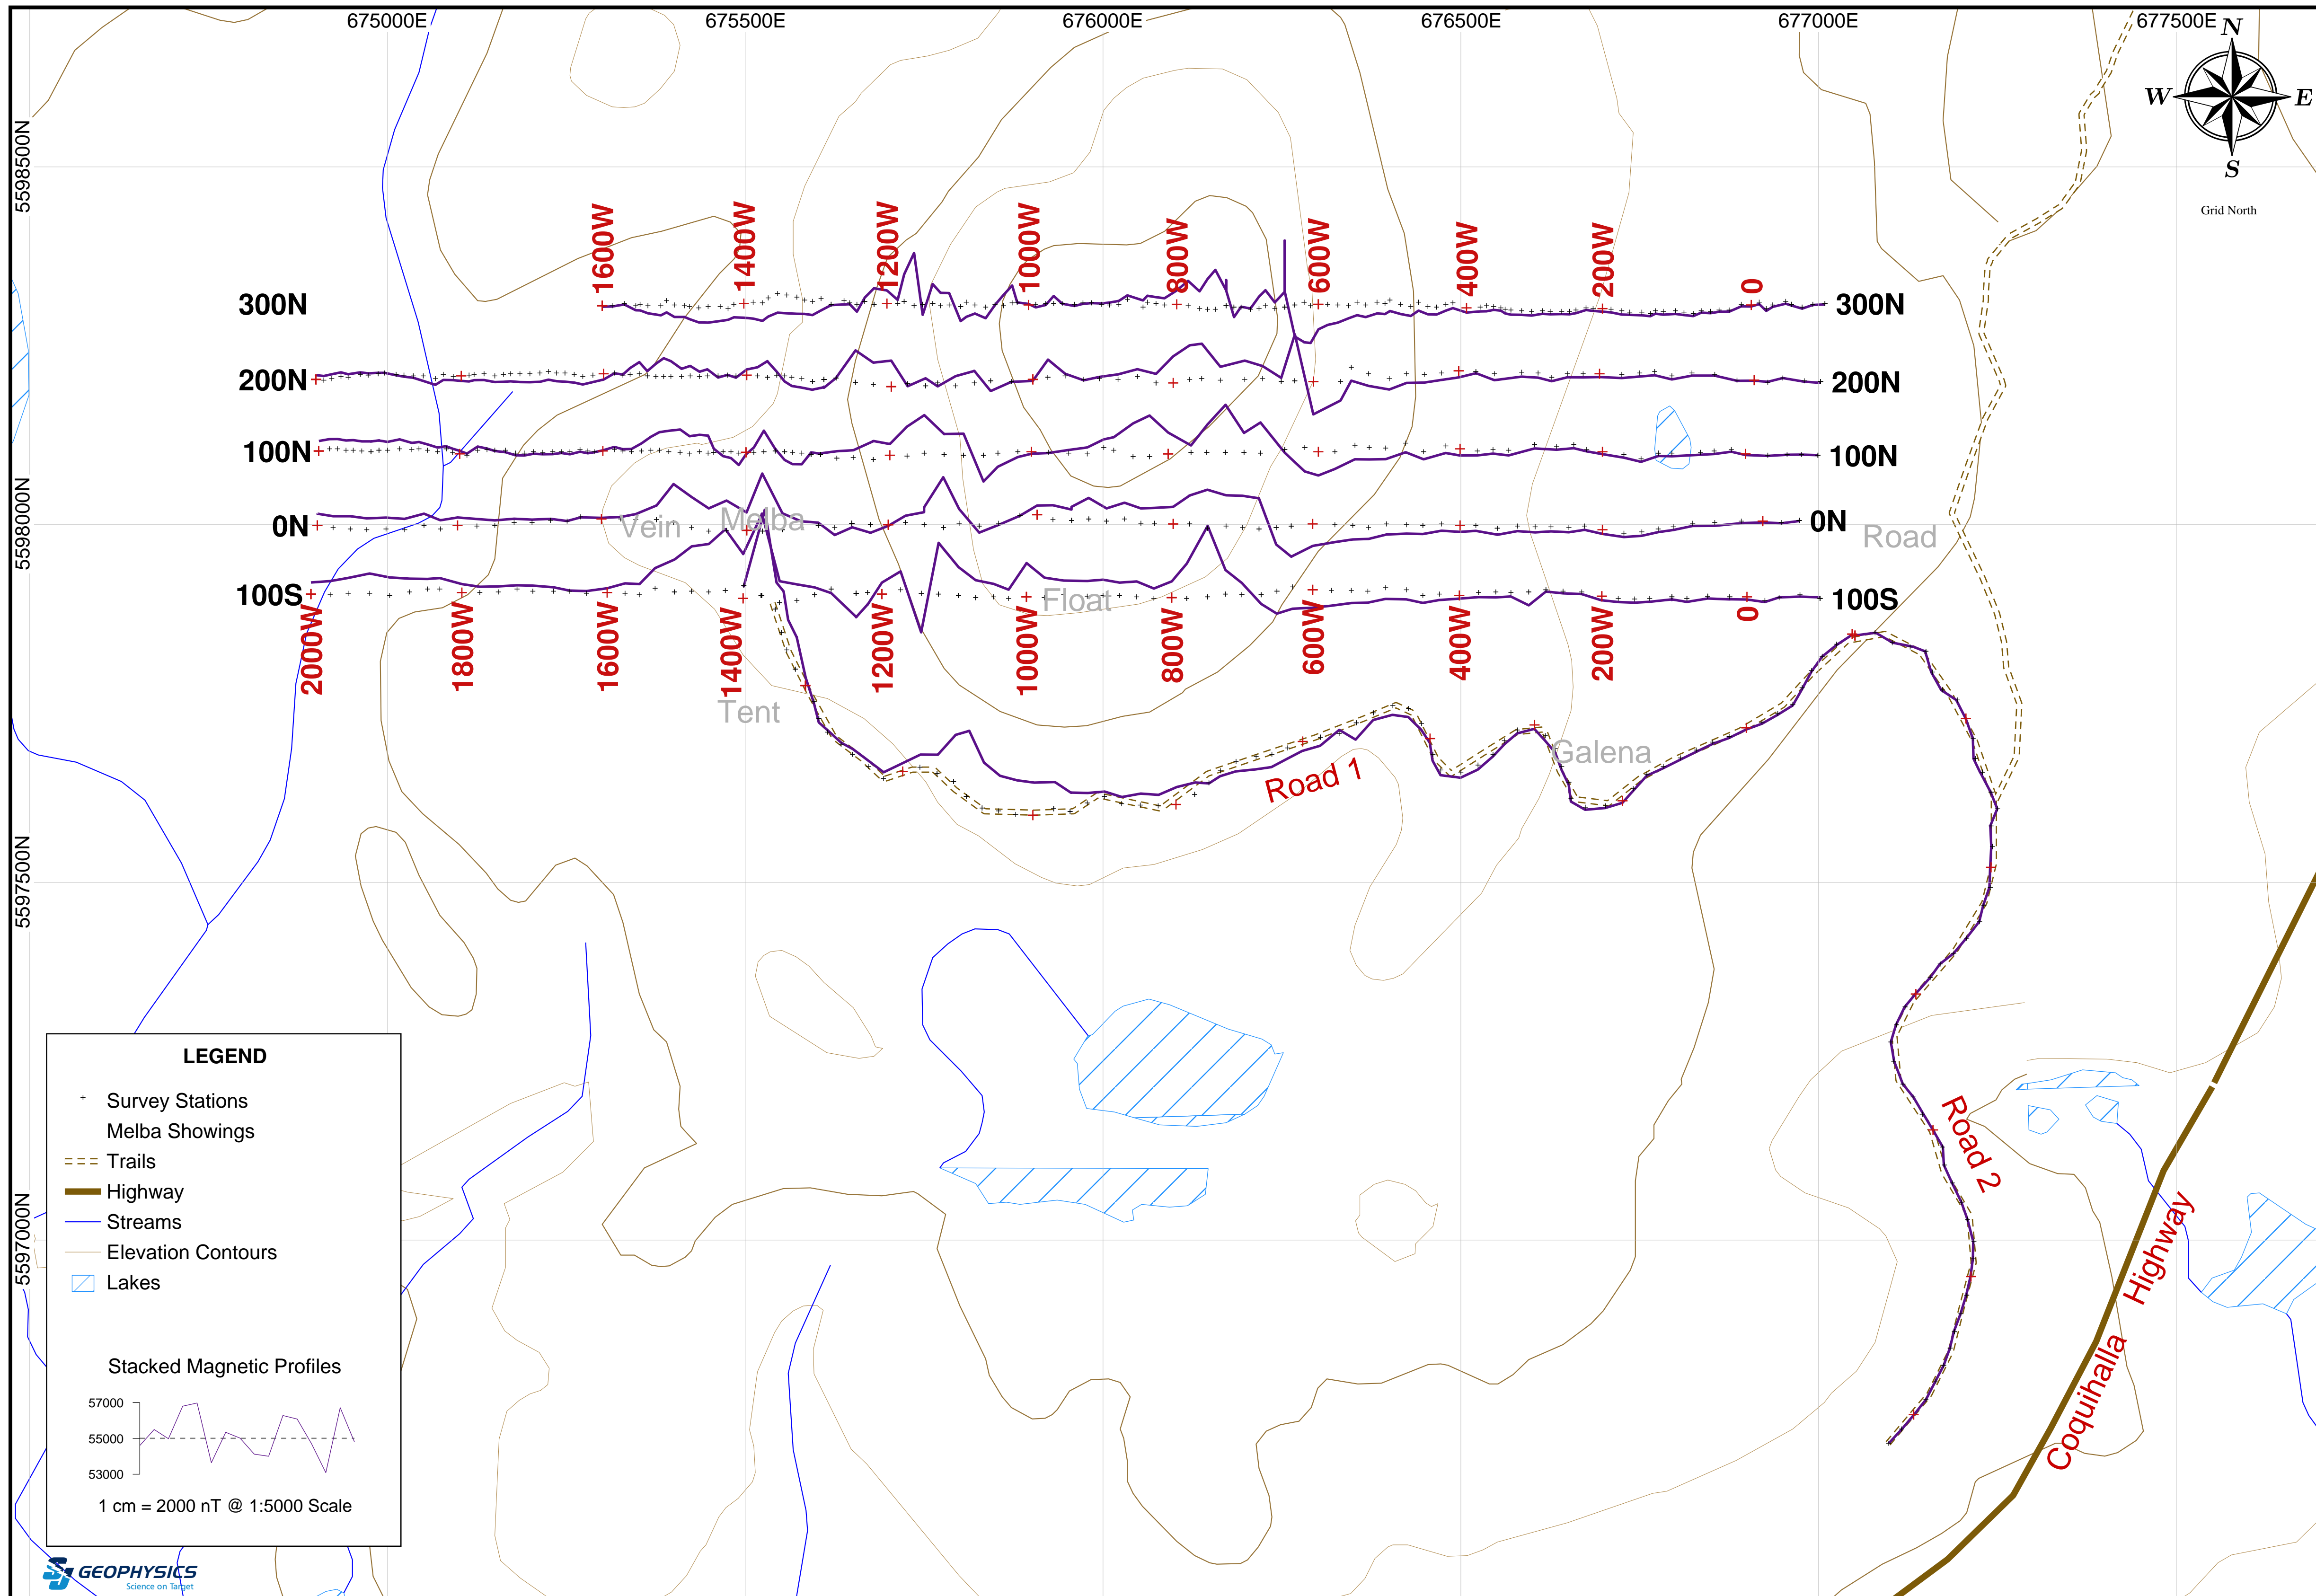 675000E 675500E 676000E 676500E 677000E 677500E
N
W E
S
Grid North
5598500N
1600W 1400W 1200W 1000W 800W 600W 400W 200W 0
300N 300N
200N 200N
100N 100N
5598000N
0N 0N
Vein Melba Road
100S 100S
Float
2000W 1800W 1600W 1400W 1200W 1000W 800W 600W 400W 200W 0
Tent
Galena
Road 1
5597500N
Road 2
5597000N
Coquihalla Highway
LEGEND
Survey Stations
Melba Showings
Trails
Highway
Streams
Elevation Contours
Lakes
Stacked Magnetic Profiles
57000
55000
53000
1 cm = 2000 nT @ 1:5000 Scale
SJ GEOPHYSICS
Science on Target